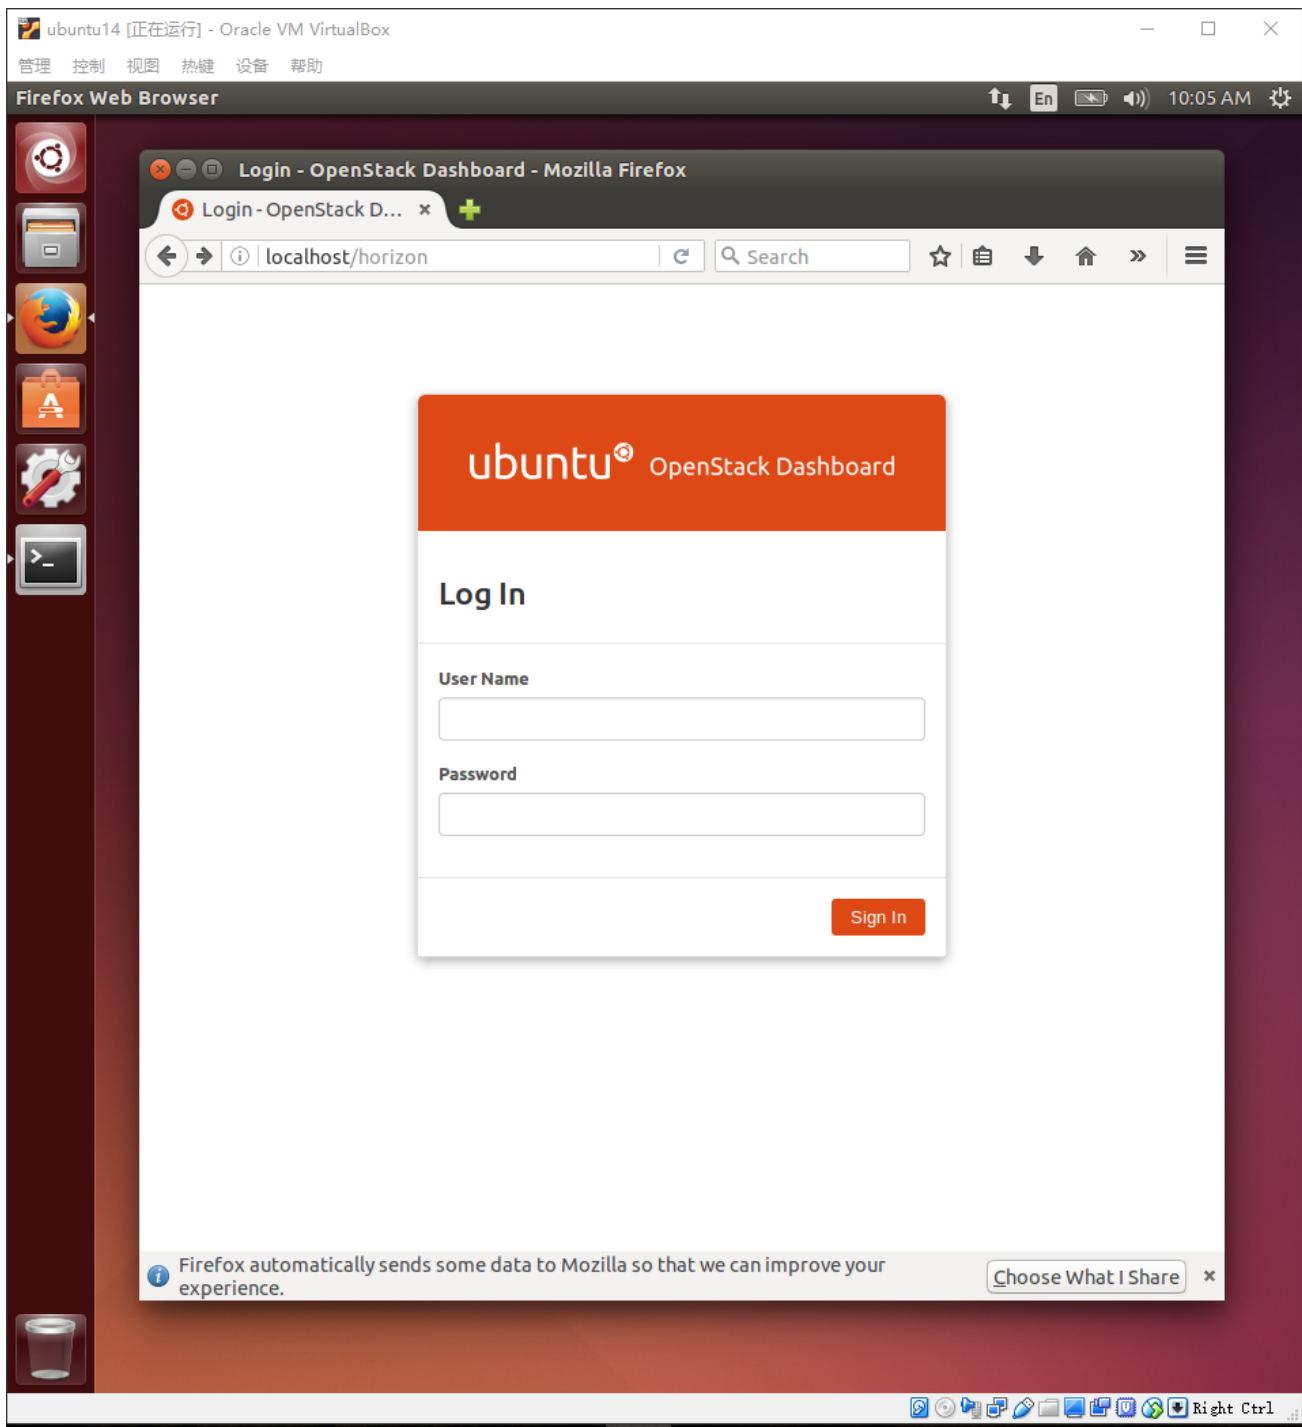 ubuntu14 [正在运行] - Oracle VM VirtualBox
管理 控制 视图 热键 设备 帮助
Firefox Web Browser
En
10:05 AM
Login - OpenStack Dashboard - Mozilla Firefox
Login - OpenStack D...
localhost/horizon
Search
ubuntu OpenStack Dashboard
Log In
User Name
Password
Sign In
Firefox automatically sends some data to Mozilla so that we can improve your
experience.
Choose What I Share
Right Ctrl